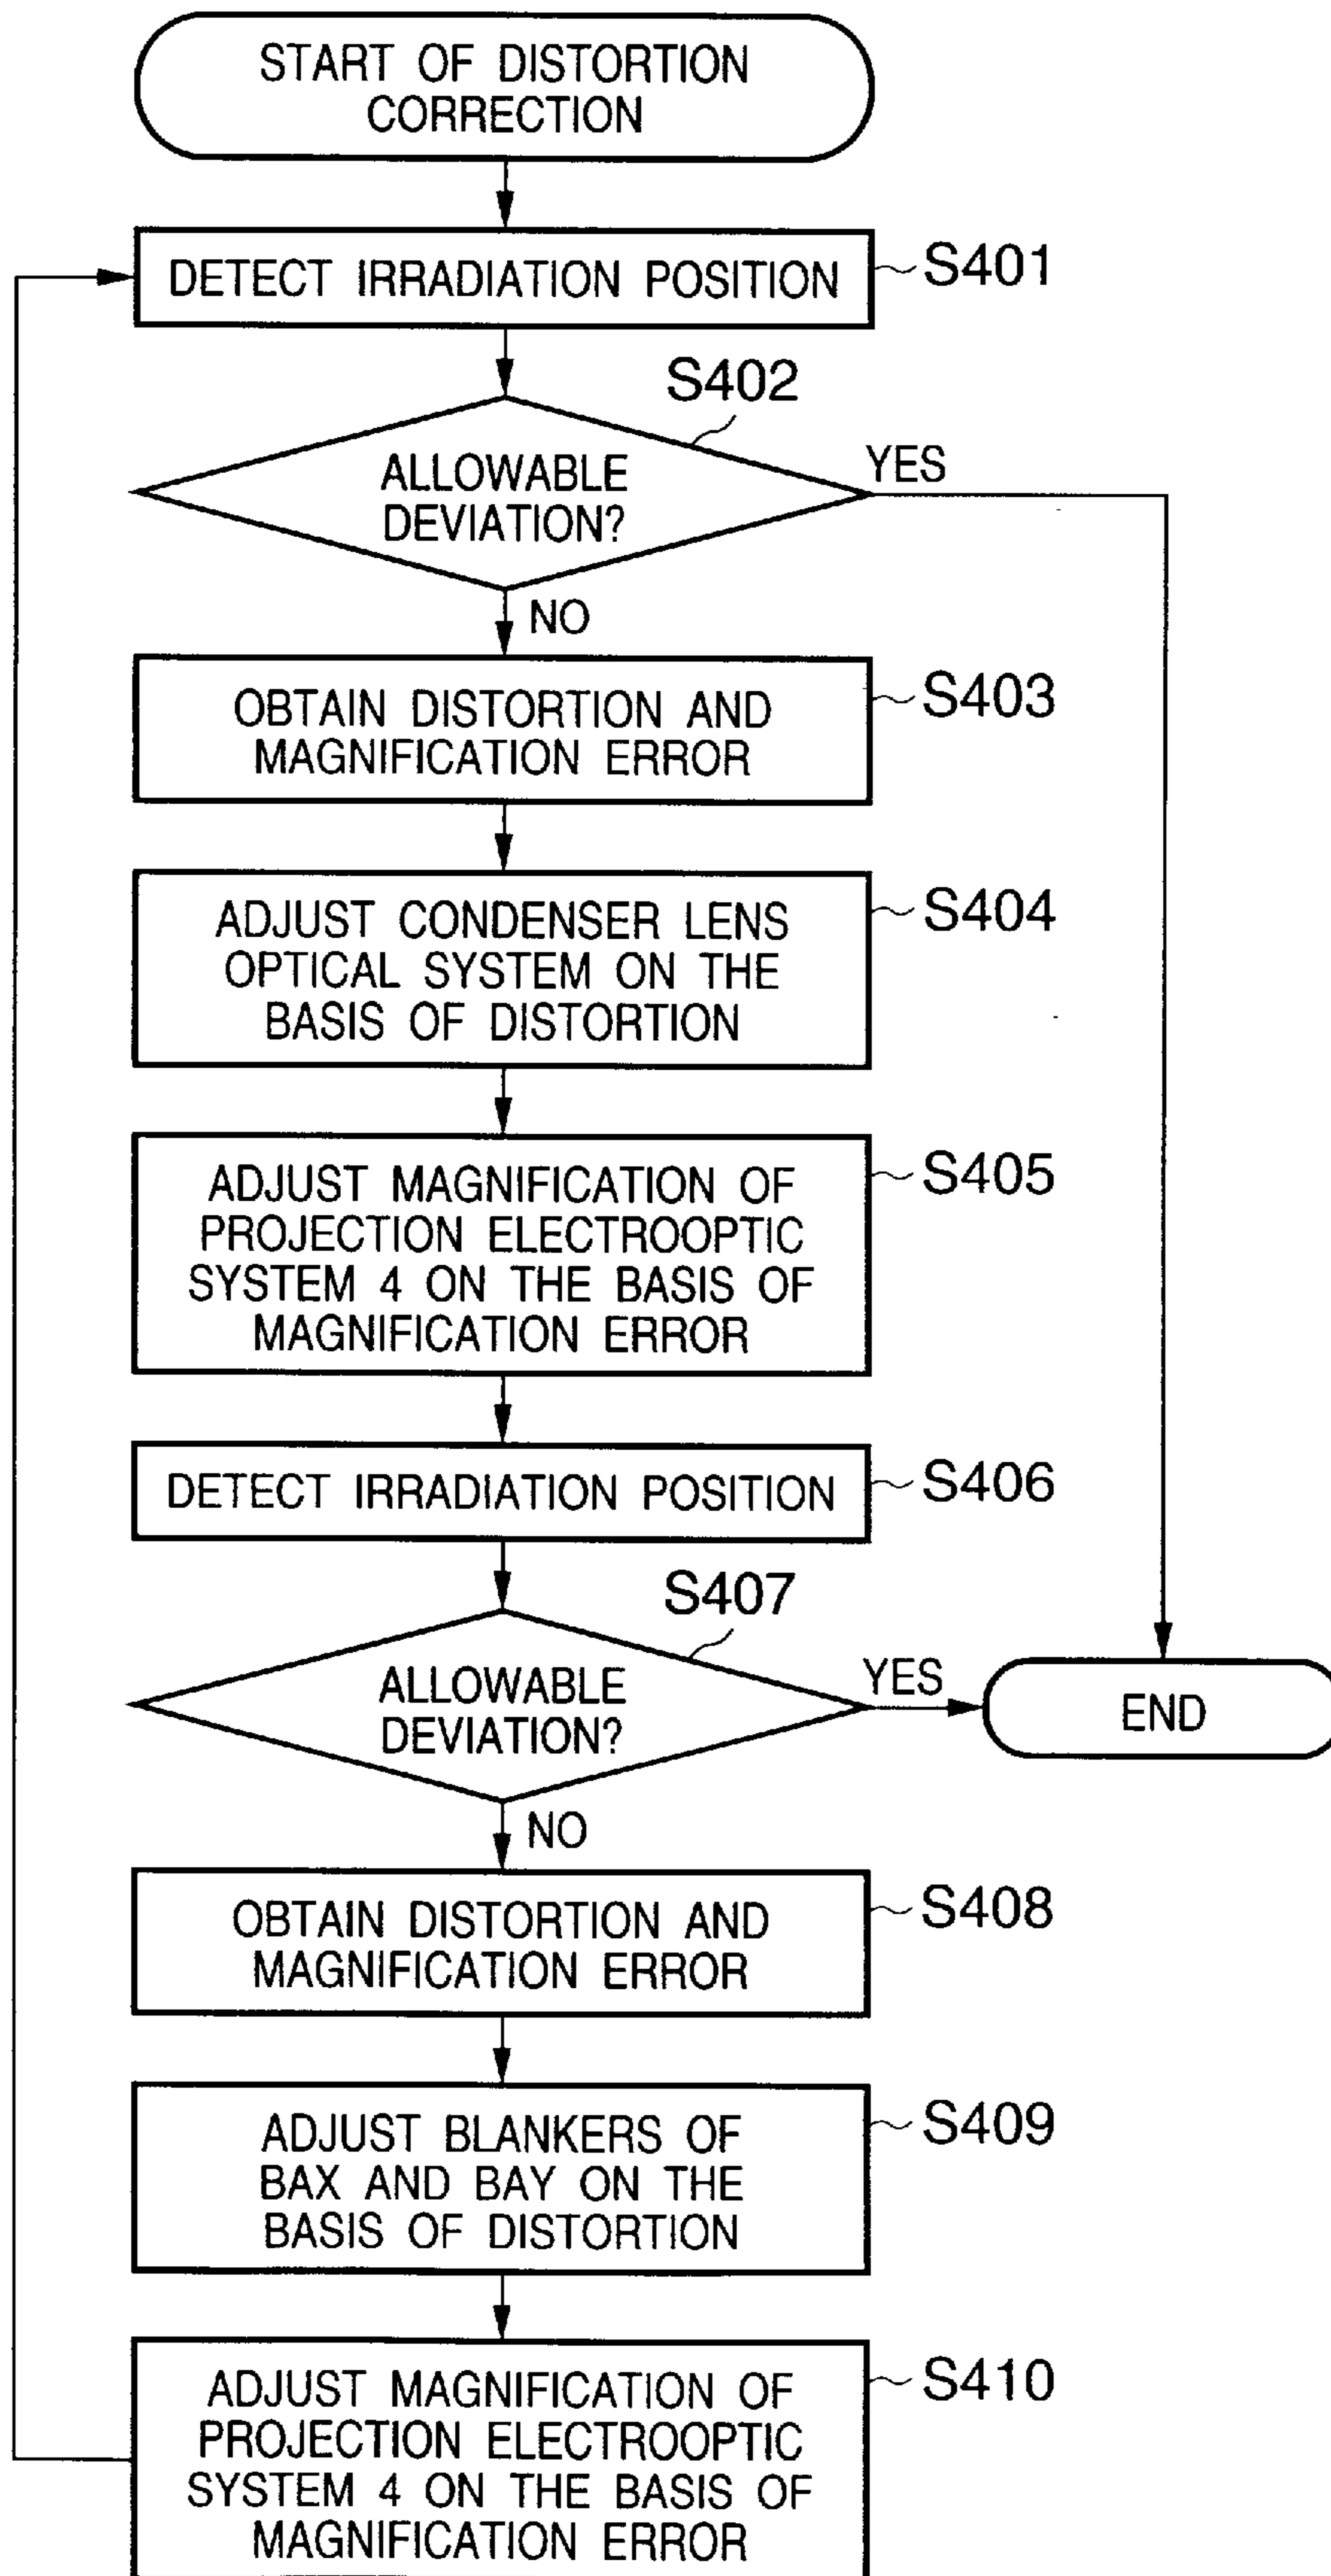 START OF DISTORTION
CORRECTION
DETECT IRRADIATION POSITION
S401
S402
ALLOWABLE
DEVIATION?
YES
NO
OBTAIN DISTORTION AND
MAGNIFICATION ERROR
S403
ADJUST CONDENSER LENS
OPTICAL SYSTEM ON THE
BASIS OF DISTORTION
S404
ADJUST MAGNIFICATION OF
PROJECTION ELECTROOPTIC
SYSTEM 4 ON THE BASIS OF
MAGNIFICATION ERROR
S405
DETECT IRRADIATION POSITION
S406
S407
ALLOWABLE
DEVIATION?
YES
END
NO
OBTAIN DISTORTION AND
MAGNIFICATION ERROR
S408
ADJUST BLANKERS OF
BAX AND BAY ON THE
BASIS OF DISTORTION
S409
ADJUST MAGNIFICATION OF
PROJECTION ELECTROOPTIC
SYSTEM 4 ON THE BASIS OF
MAGNIFICATION ERROR
S410